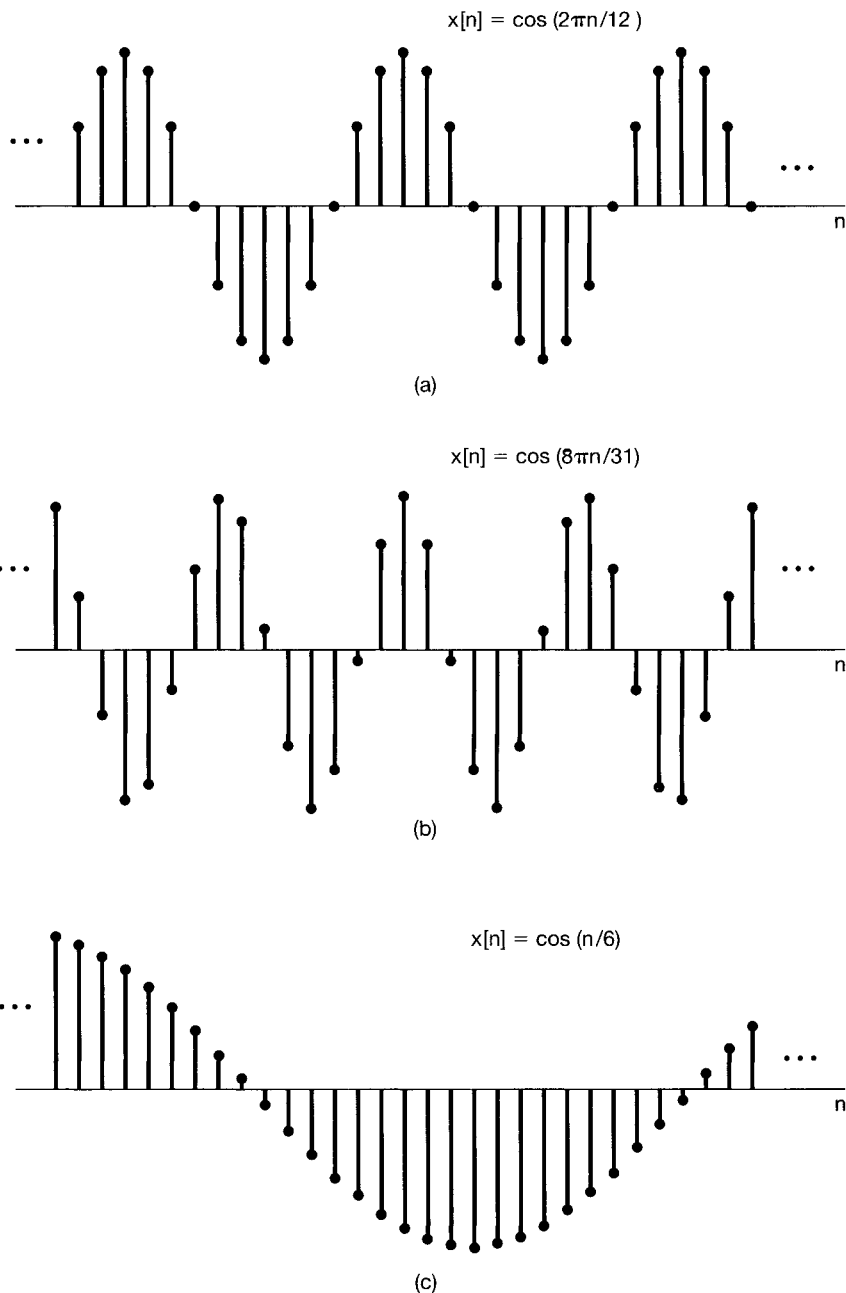 x[n] = cos (2πn/12)
...
...
n
(a)
x[n] = cos (8πn/31)
...
...
n
(b)
x[n] = cos (n/6)
...
...
n
(c)